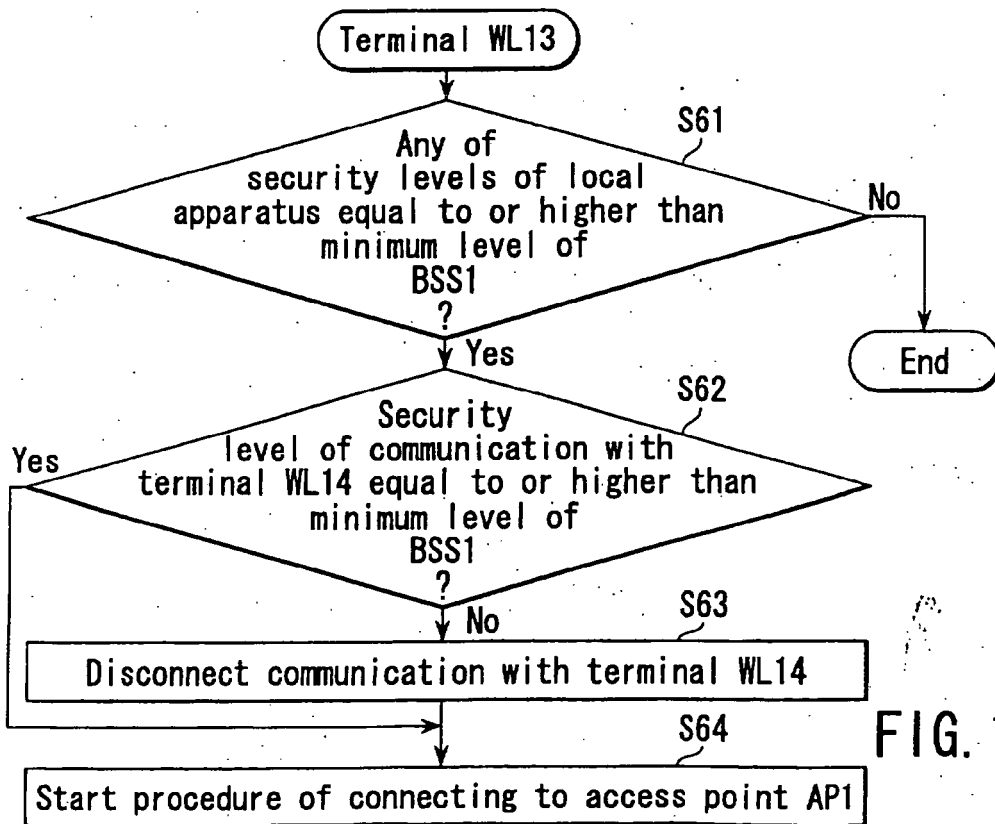 Terminal WL13
S61
Any of
security levels of local
apparatus equal to or higher than
minimum level of
BSS1
?
No
Yes
End
S62
Security
level of communication with
terminal WL14 equal to or higher than
minimum level of
BSS1
?
Yes
No
S63
Disconnect communication with terminal WL14
S64
FIG.
Start procedure of connecting to access point AP1